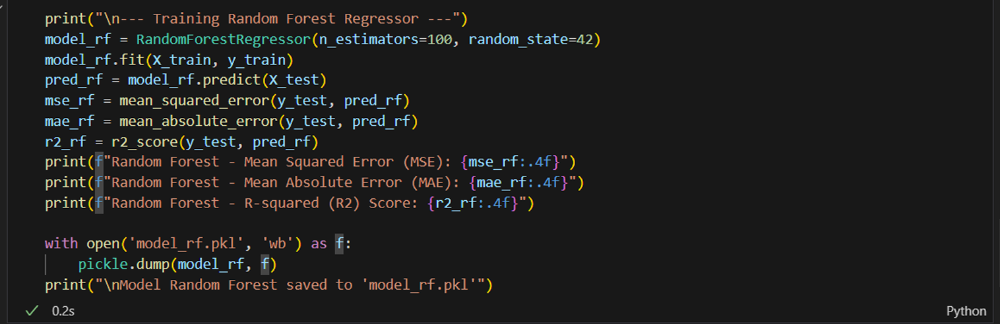 print("\n--- Training Random Forest Regressor ---")
model_rf = RandomForestRegressor(n_estimators=100, random_state=42)
model_rf.fit(X_train, y_train)
pred_rf = model_rf.predict(X_test)
mse_rf = mean_squared_error(y_test, pred_rf)
mae_rf = mean_absolute_error(y_test, pred_rf)
r2_rf = r2_score(y_test, pred_rf)
print(f"Random Forest - Mean Squared Error (MSE): {mse_rf:.4f}")
print(f"Random Forest - Mean Absolute Error (MAE): {mae_rf:.4f}")
print(f"Random Forest - R-squared (R2) Score: {r2_rf:.4f}")
with open('model_rf.pkl', 'wb') as f:
    pickle.dump(model_rf, f)
print("\nModel Random Forest saved to 'model_rf.pkl'")
0.2s
Python